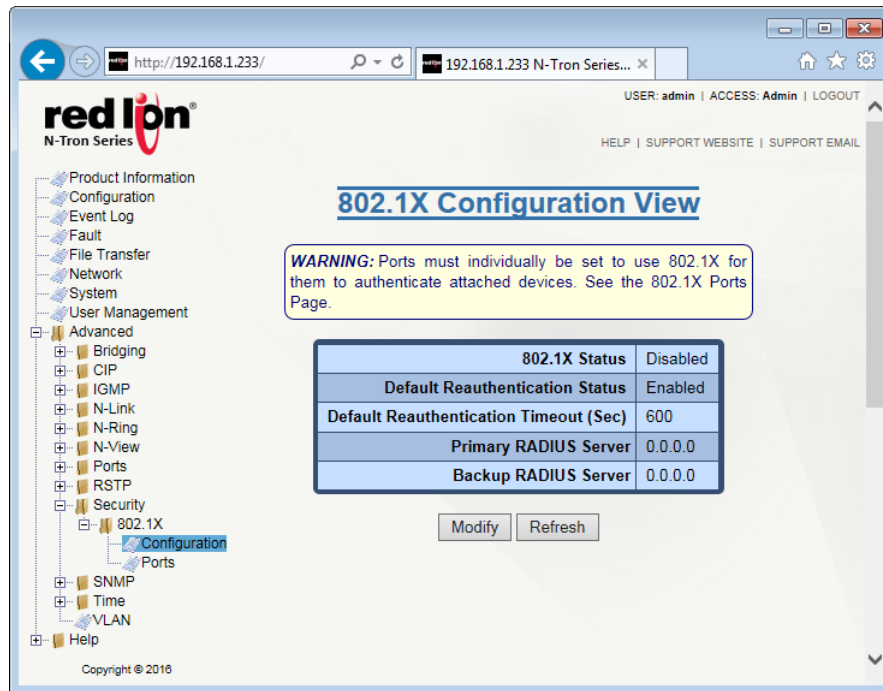 http://192.168.1.233/
192.168.1.233 N-Tron Series...
USER: admin | ACCESS: Admin | LOGOUT
red lion®
N-Tron Series
HELP | SUPPORT WEBSITE | SUPPORT EMAIL
Product Information
Configuration
Event Log
Fault
File Transfer
Network
System
User Management
Advanced
Bridging
CIP
IGMP
N-Link
N-Ring
N-View
Ports
RSTP
Security
802.1X
Configuration
Ports
SNMP
Time
VLAN
Help
Copyright © 2016
802.1X Configuration View
WARNING: Ports must individually be set to use 802.1X for
them to authenticate attached devices. See the 802.1X Ports
Page.
802.1X Status Disabled
Default Reauthentication Status Enabled
Default Reauthentication Timeout (Sec) 600
Primary RADIUS Server 0.0.0.0
Backup RADIUS Server 0.0.0.0
Modify Refresh